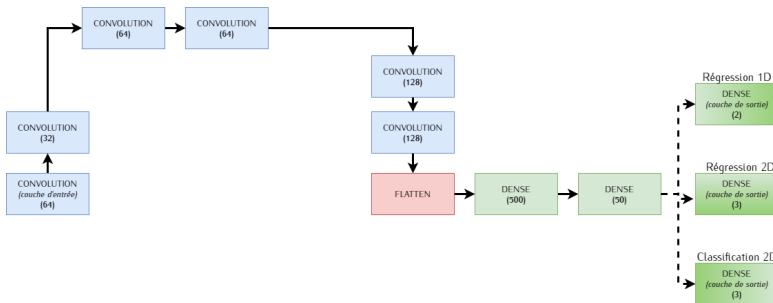 CONVOLUTION
(64)
CONVOLUTION
(64)
CONVOLUTION
(128)
CONVOLUTION
(32)
CONVOLUTION
(128)
CONVOLUTION
(couche d'entrée)
(64)
FLATTEN
DENSE
(500)
DENSE
(50)
Régression 1D
DENSE
(couche de sortie)
(2)
Régression 2D
DENSE
(couche de sortie)
(3)
Classification 2D
DENSE
(couche de sortie)
(3)